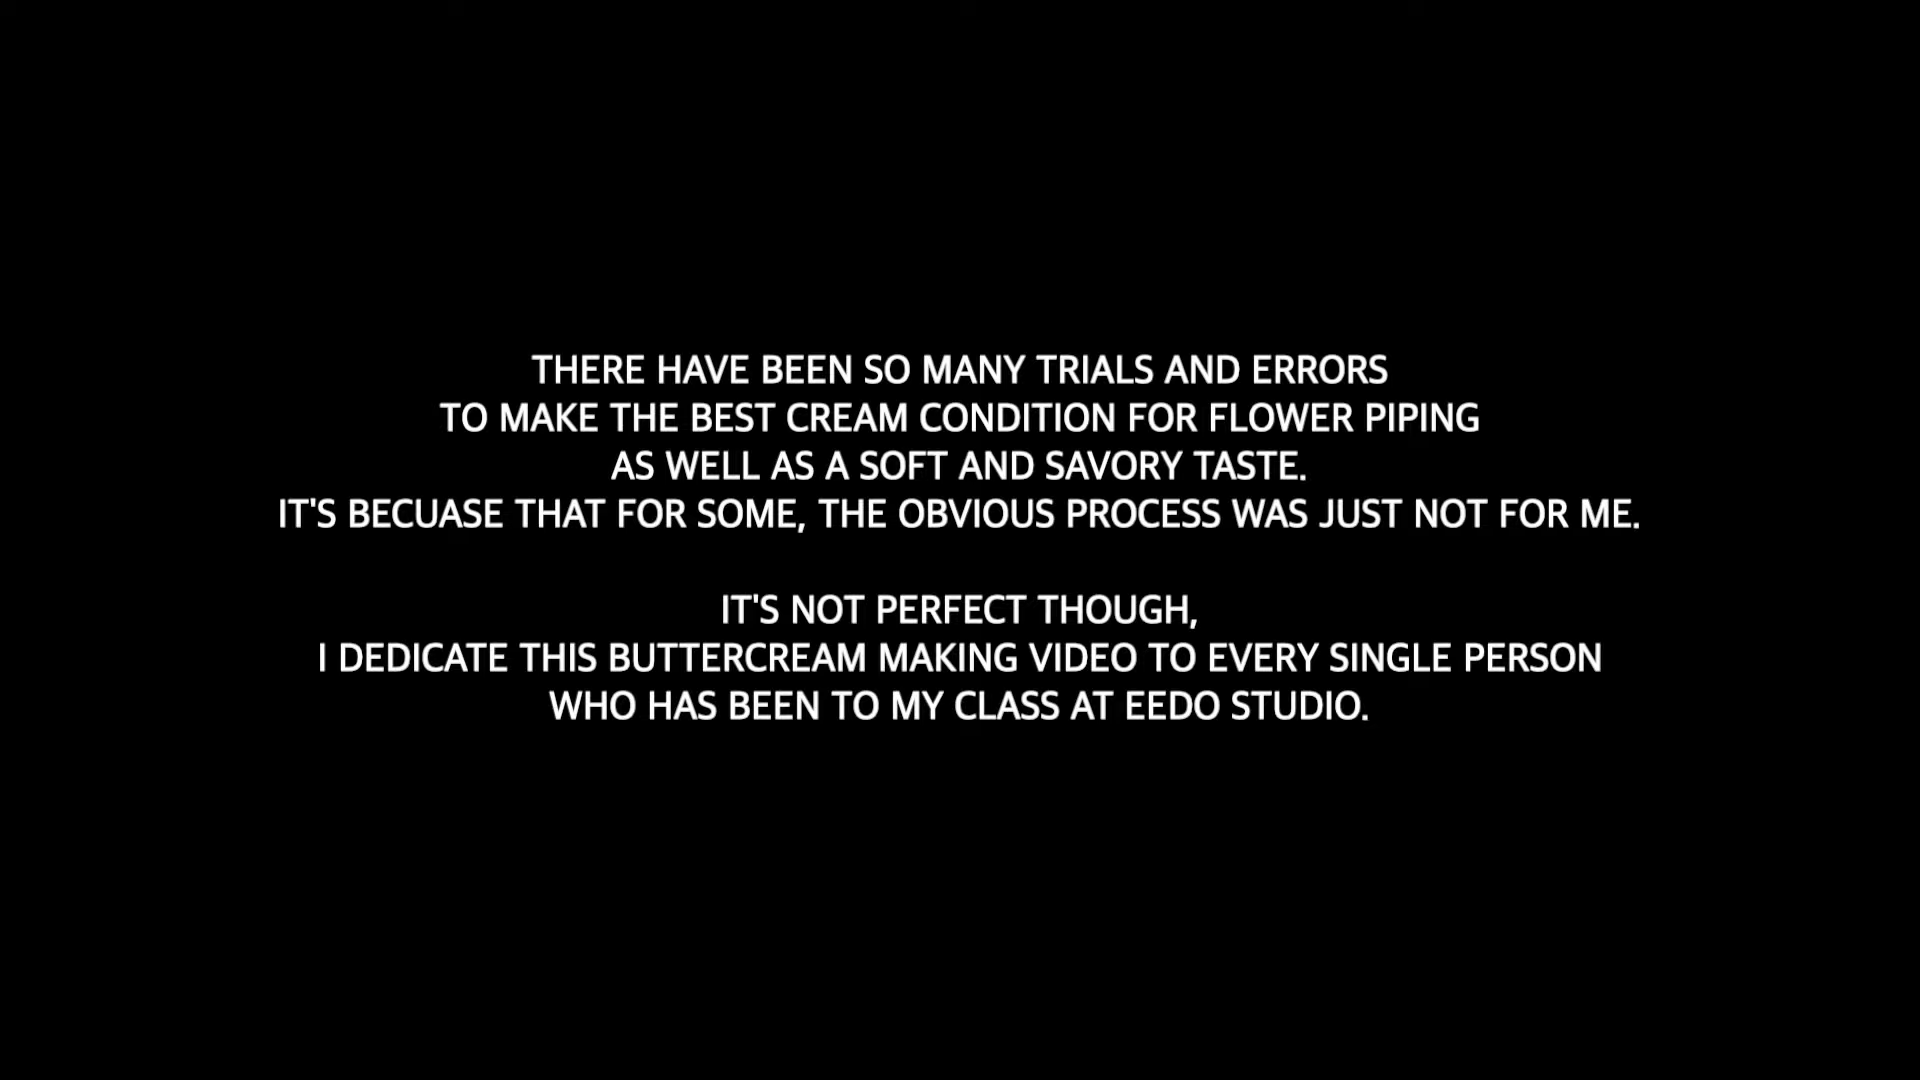 THERE HAVE BEEN SO MANY TRIALS AND ERRORS
TO MAKE THE BEST CREAM CONDITION FOR FLOWER PIPING
AS WELL AS A SOFT AND SAVORY TASTE.
IT'S BECUASE THAT FOR SOME, THE OBVIOUS PROCESS WAS JUST NOT FOR ME.
IT'S NOT PERFECT THOUGH,
I DEDICATE THIS BUTTERCREAM MAKING VIDEO TO EVERY SINGLE PERSON
WHO HAS BEEN TO MY CLASS AT EEDO STUDIO.